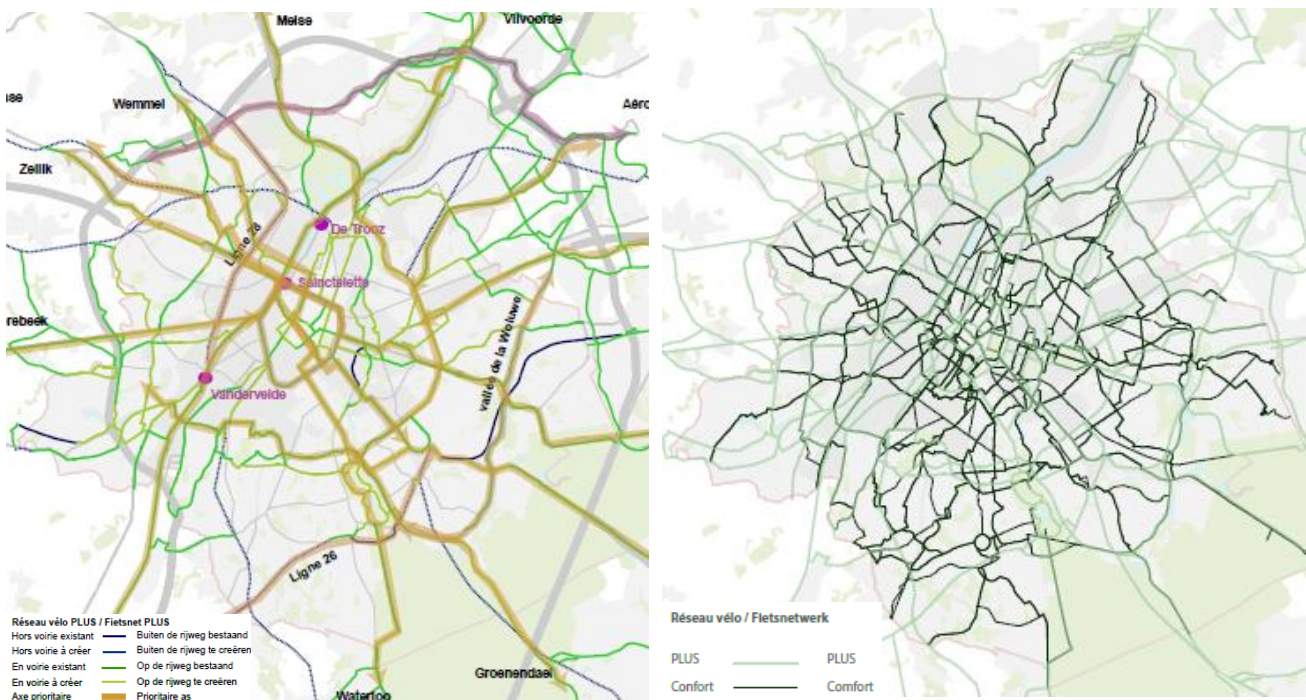 Meise
Vilvoorde
Wemmel
Zellik
De Trooz
Ligne 28
Sainctelette
vallée de la Woluwe
Vandervelde
Ligne 26
Groenendael
Waterloo
Réseau vélo PLUS / Fietsnet PLUS
Hors voirie existant Buiten de rijweg bestaand
Hors voirie à créer Buiten de rijweg te creëren
En voirie existant Op de rijweg bestaand
En voirie à créer Op de rijweg te creëren
Axe prioritaire Prioritaire as
Réseau vélo / Fietsnetwerk
PLUS PLUS
Confort Comfort